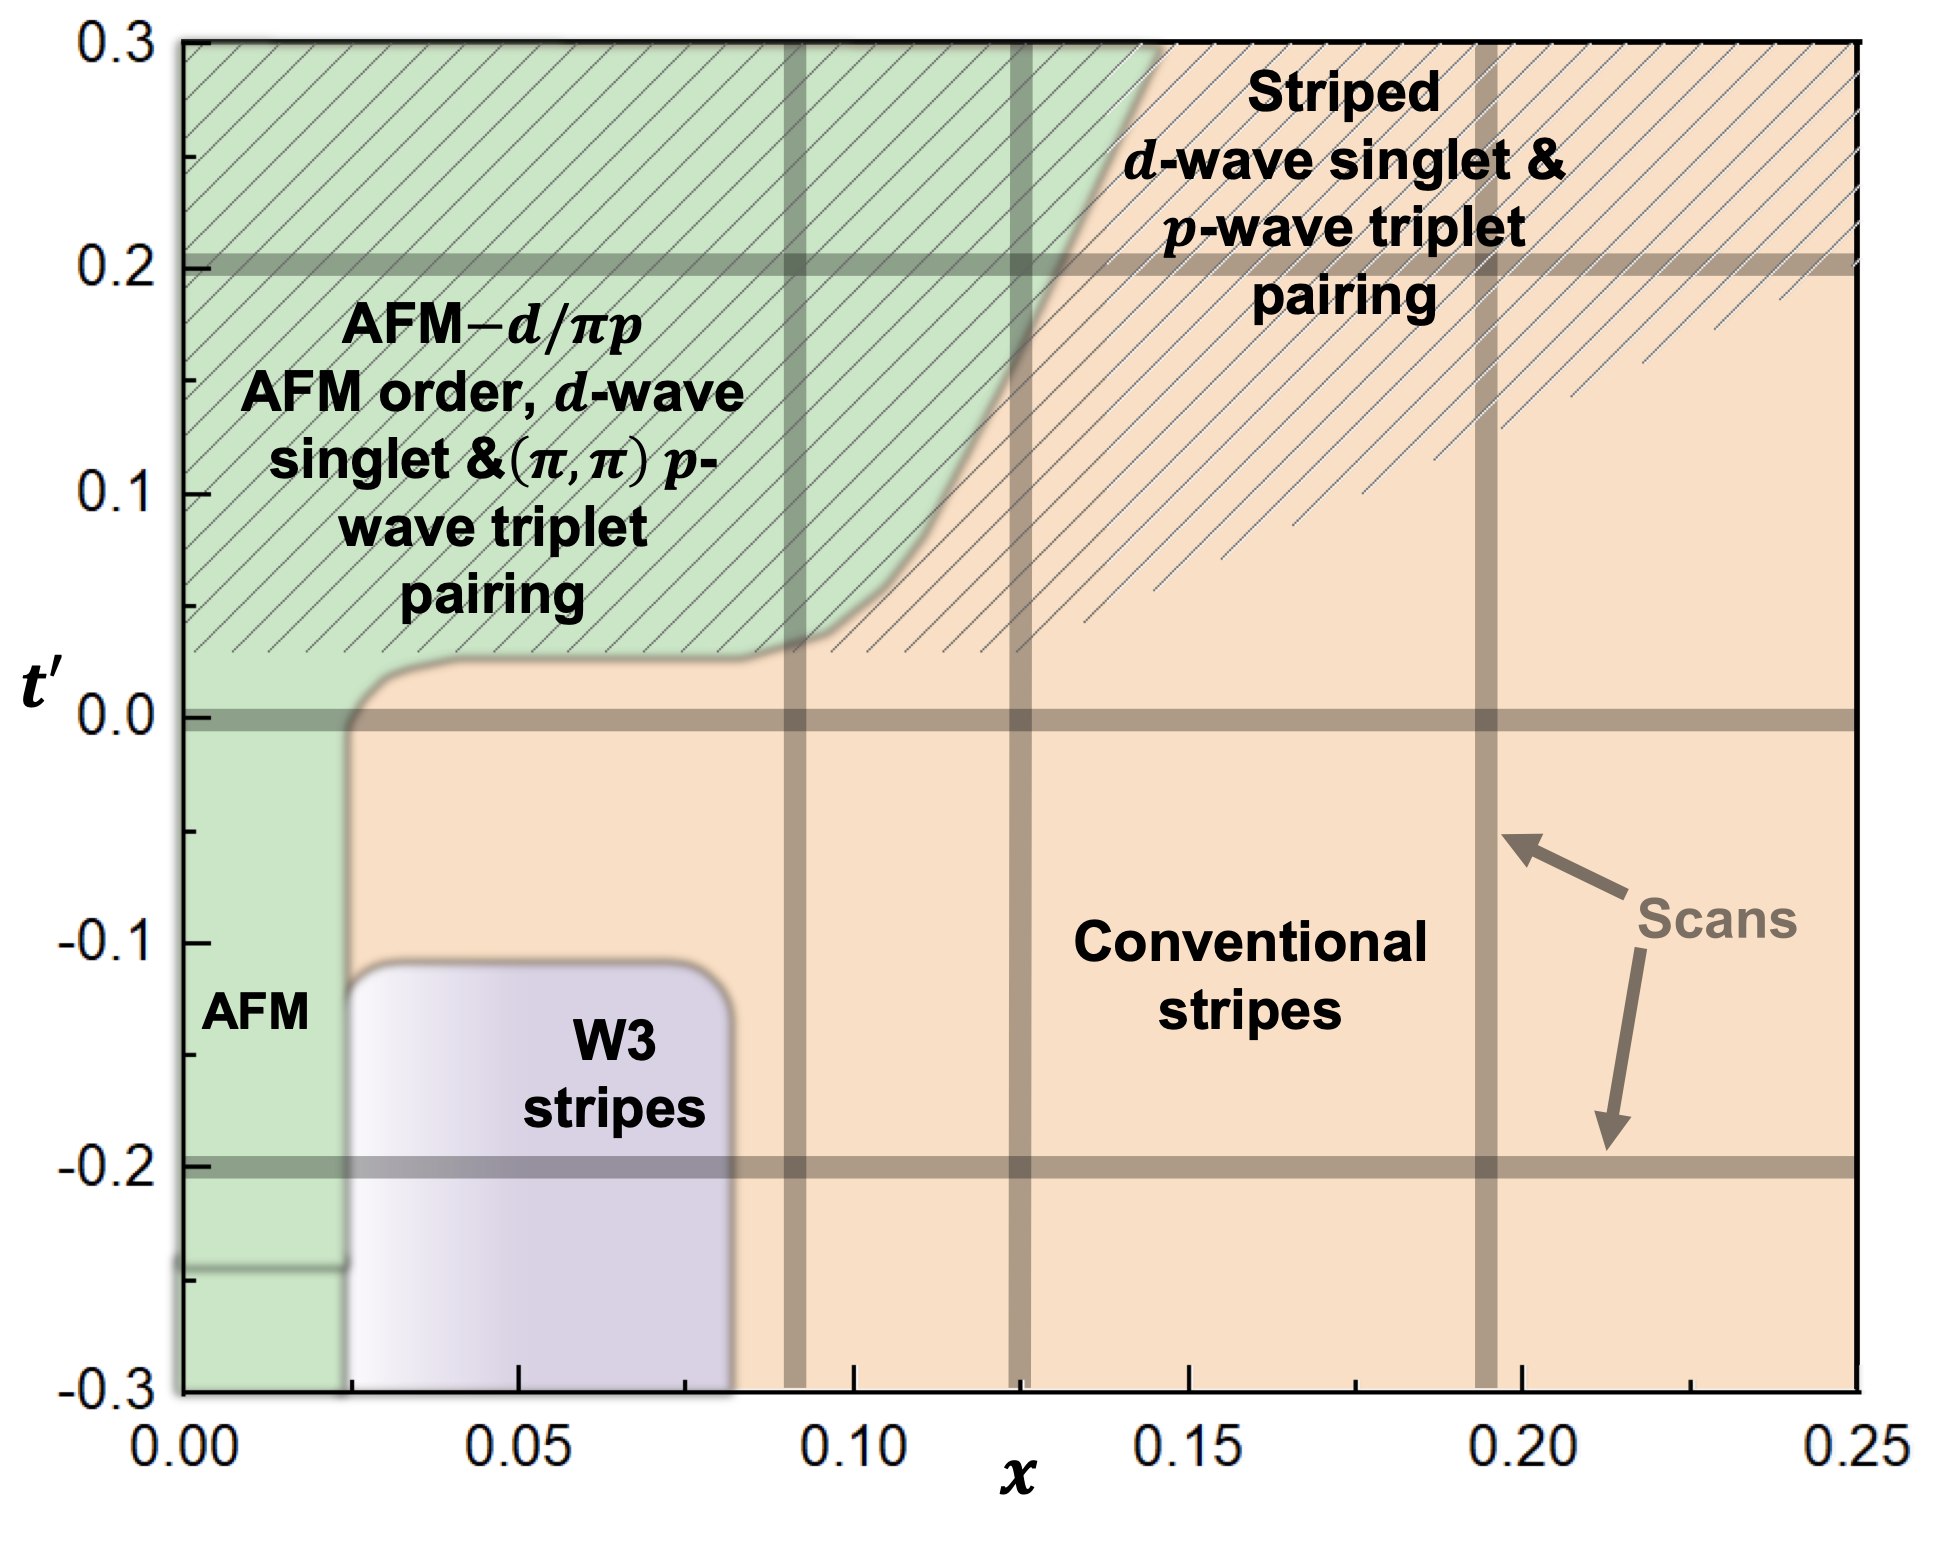 0.3
0.2
0.1
0.0
-0.1
-0.2
-0.3
t′
Striped
d-wave singlet &
p-wave triplet
pairing
AFM−d/πp
AFM order, d-wave
singlet &(π,π) p-
wave triplet
pairing
Scans
Conventional
stripes
AFM
W3
stripes
0.00 0.05 0.10 0.15 0.20 0.25
x